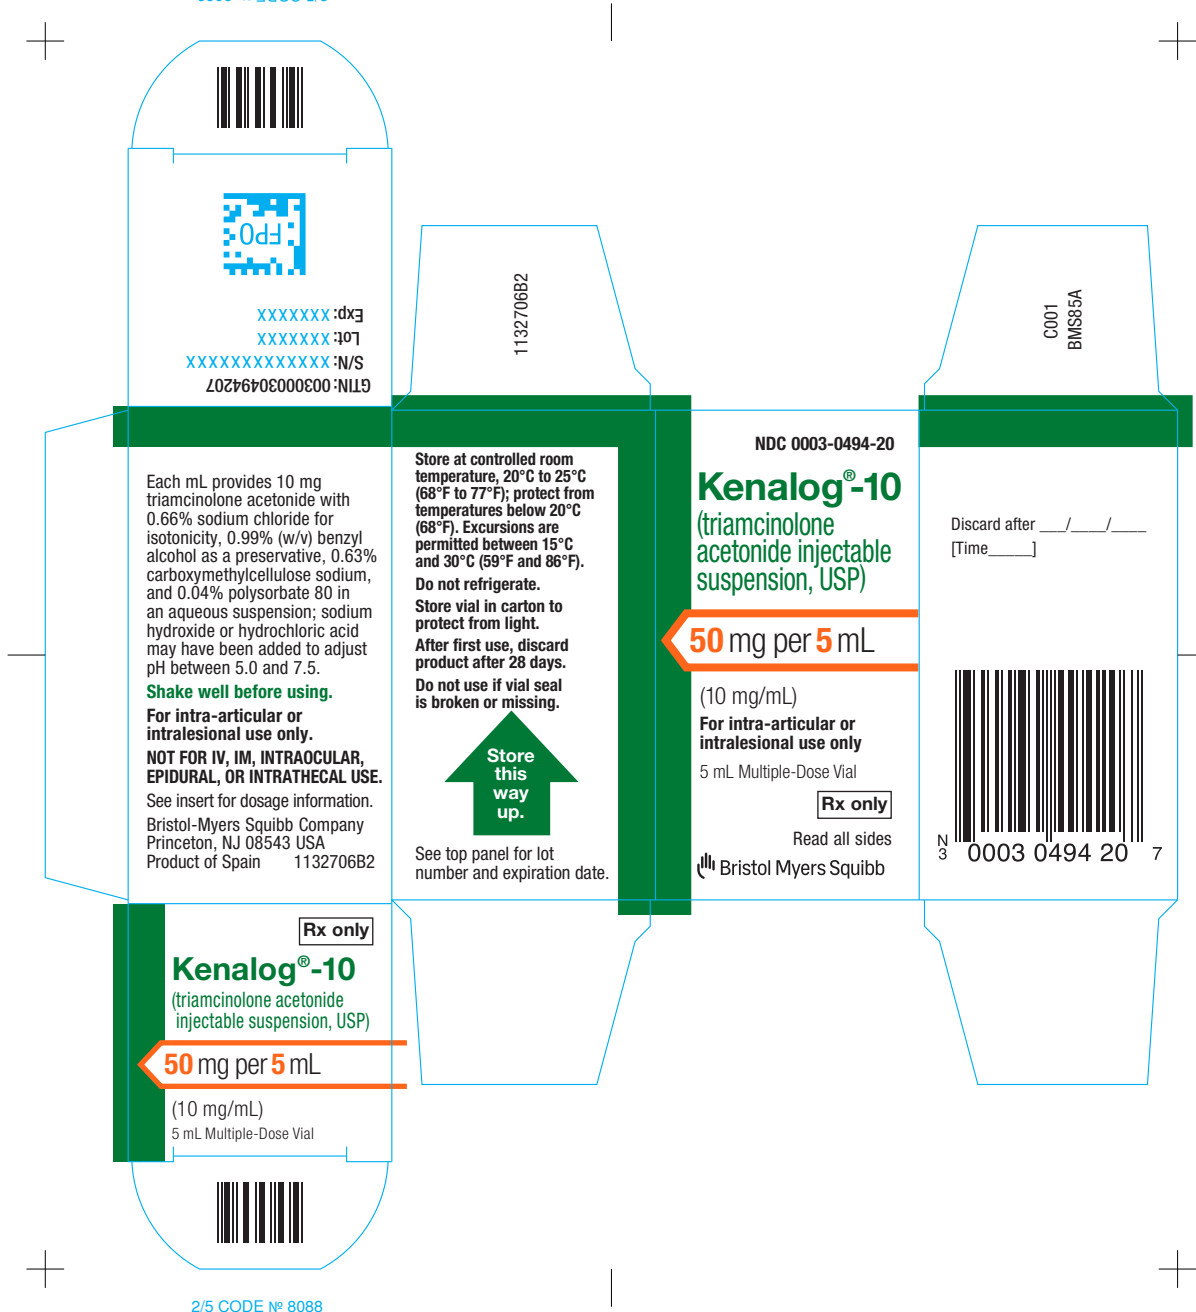 GTIN: 00300030494207
S/N: XXXXXXXXXXXXX
Lot: XXXXXXX
Exp: XXXXXXX
FPO
Each mL provides 10 mg
triamcinolone acetonide with
0.66% sodium chloride for
isotonicity, 0.99% (w/v) benzyl
alcohol as a preservative, 0.63%
carboxymethylcellulose sodium,
and 0.04% polysorbate 80 in
an aqueous suspension; sodium
hydroxide or hydrochloric acid
may have been added to adjust
pH between 5.0 and 7.5.
Shake well before using.
For intra-articular or
intralesional use only.
NOT FOR IV, IM, INTRAOCULAR,
EPIDURAL, OR INTRATHECAL USE.
See insert for dosage information.
Bristol-Myers Squibb Company
Princeton, NJ 08543 USA
Product of Spain 1132706B2
1132706B2
Store at controlled room
temperature, 20°C to 25°C
(68°F to 77°F); protect from
temperatures below 20°C
(68°F). Excursions are
permitted between 15°C
and 30°C (59°F and 86°F).
Do not refrigerate.
Store vial in carton to
protect from light.
After first use, discard
product after 28 days.
Do not use if vial seal
is broken or missing.
Store
this
way
up.
See top panel for lot
number and expiration date.
NDC 0003-0494-20
Kenalog®-10
(triamcinolone
acetonide injectable
suspension, USP)
50 mg per 5 mL
(10 mg/mL)
For intra-articular or
intralesional use only
5 mL Multiple-Dose Vial
Rx only
Read all sides
Bristol Myers Squibb
C001
BMS85A
Discard after ___/____/____
[Time_____]
N
3 0003 0494 20 7
Rx only
Kenalog®-10
(triamcinolone acetonide
injectable suspension, USP)
50 mg per 5 mL
(10 mg/mL)
5 mL Multiple-Dose Vial
2/5 CODE № 8088